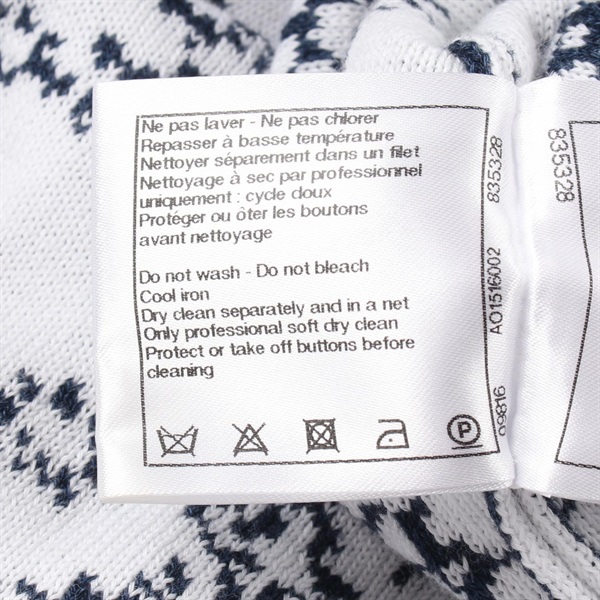 Ne pas laver - Ne pas chlorer
Repasser à basse température
Nettoyer séparement dans un filet
Nettoyage à sec par professionnel
uniquement : cycle doux
Protéger ou ôter les boutons
avant nettoyage
Do not wash - Do not bleach
Cool iron
Dry clean separately and in a net
Only professional soft dry clean
Protect or take off buttons before
cleaning
P
09816 AO1516002 835328
835328